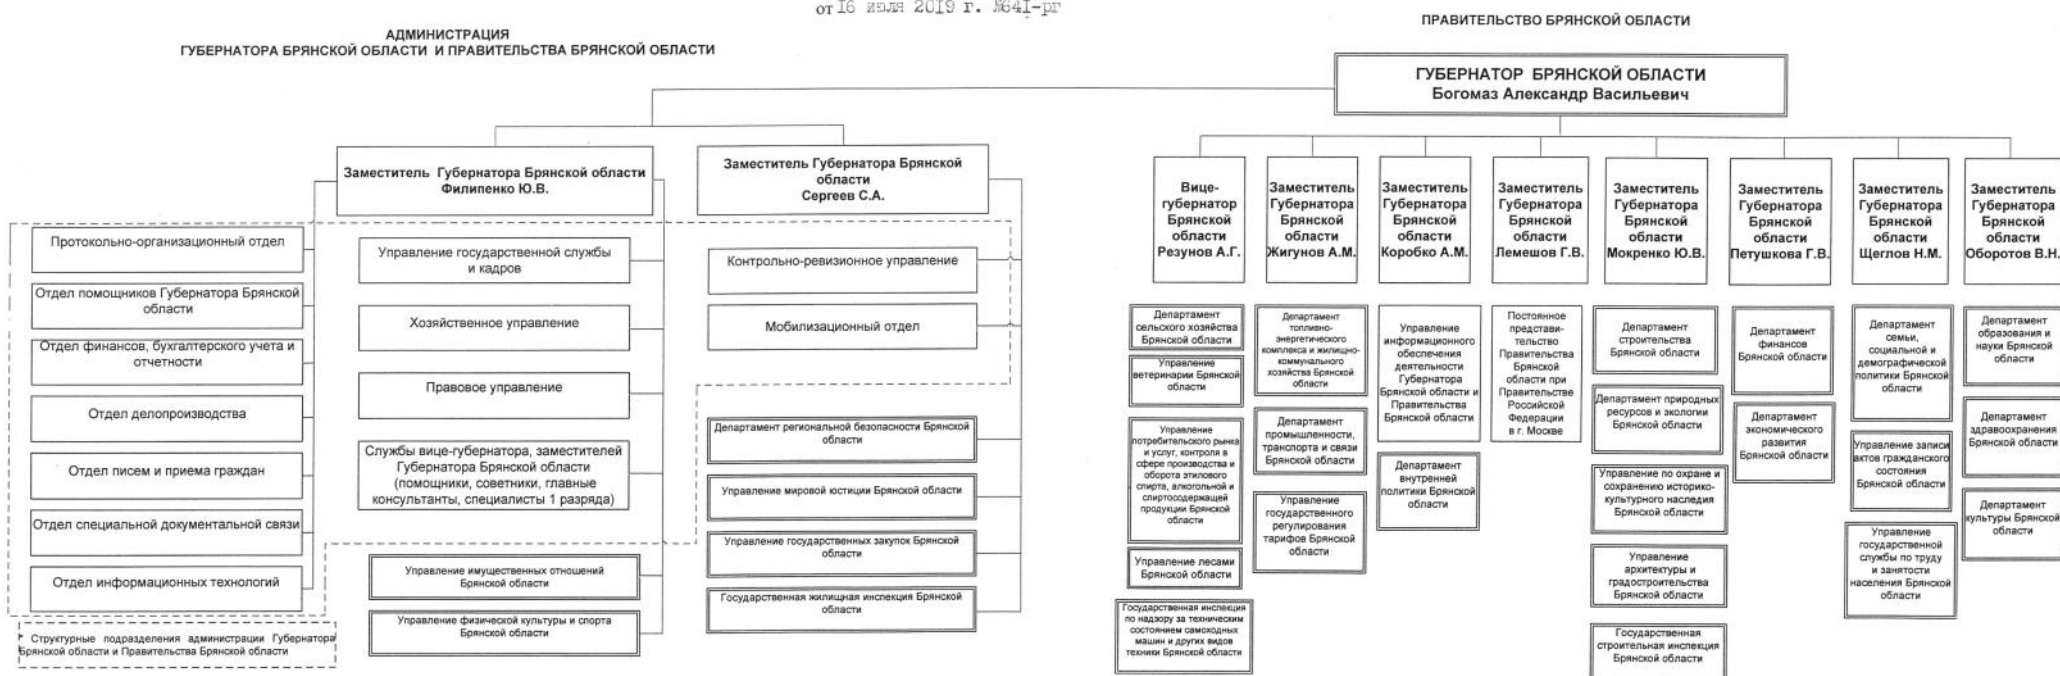 от 16 июля 2019 г. №641-рг
АДМИНИСТРАЦИЯ
ГУБЕРНАТОРА БРЯНСКОЙ ОБЛАСТИ И ПРАВИТЕЛЬСТВА БРЯНСКОЙ ОБЛАСТИ
ПРАВИТЕЛЬСТВО БРЯНСКОЙ ОБЛАСТИ
ГУБЕРНАТОР БРЯНСКОЙ ОБЛАСТИ
Богомаз Александр Васильевич
Заместитель Губернатора Брянской области
Филипенко Ю.В.
Протокольно-организационный отдел
Отдел помощников Губернатора Брянской
области
Отдел финансов, бухгалтерского учета и
отчетности
Отдел делопроизводства
Отдел писем и приема граждан
Отдел специальной документальной связи
Отдел информационных технологий
Управление государственной службы
и кадров
Хозяйственное управление
Правовое управление
Службы вице-губернатора, заместителей
Губернатора Брянской области
(помощники, советники, главные
консультанты, специалисты 1 разряда)
Управление имущественных отношений
Брянской области
Управление физической культуры и спорта
Брянской области
Заместитель Губернатора Брянской
области
Сергеев С.А.
Контрольно-ревизионное управление
Мобилизационный отдел
Департамент региональной безопасности Брянской
области
Управление мировой юстиции Брянской области
Управление государственных закупок Брянской
области
Государственная жилищная инспекция Брянской
области
* Структурные подразделения администрации Губернатора
Брянской области и Правительства Брянской области
Вице-
губернатор
Брянской
области
Резунов А.Г.
Департамент
сельского хозяйства
Брянской области
Управление
ветеринарии Брянской
области
Управление
потребительского рынка
и услуг, контроля в
сфере производства и
оборота этилового
спирта, алкогольной и
спиртосодержащей
продукции Брянской
области
Управление лесами
Брянской области
Государственная инспекция
по надзору за техническим
состоянием самоходных
машин и других видов
техники Брянской области
Заместитель
Губернатора
Брянской
области
Жигунов А.М.
Департамент
топливно-
энергетического
комплекса и жилищно-
коммунального
хозяйства Брянской
области
Департамент
промышленности,
транспорта и связи
Брянской области
Управление
государственного
регулирования
тарифов Брянской
области
Заместитель
Губернатора
Брянской
области
Коробко А.М.
Управление
информационного
обеспечения
деятельности
Губернатора
Брянской области и
Правительства
Брянской области
Департамент
внутренней
политики Брянской
области
Заместитель
Губернатора
Брянской
области
Лемешов Г.В.
Постоянное
представи-
тельство
Правительства
Брянской
области при
Правительстве
Российской
Федерации
в г. Москве
Заместитель
Губернатора
Брянской
области
Мокренко Ю.В.
Департамент
строительства
Брянской области
Департамент природных
ресурсов и экологии
Брянской области
Управление по охране и
сохранению историко-
культурного наследия
Брянской области
Управление
архитектуры и
градостроительства
Брянской области
Государственная
строительная инспекция
Брянской области
Заместитель
Губернатора
Брянской
области
Петушкова Г.В.
Департамент
финансов
Брянской области
Департамент
экономического
развития
Брянской области
Заместитель
Губернатора
Брянской
области
Щеглов Н.М.
Департамент
семьи,
социальной и
демографической
политики Брянской
области
Управление записи
актов гражданского
состояния
Брянской области
Управление
государственной
службы по труду
и занятости
населения Брянской
области
Заместитель
Губернатора
Брянской
области
Оборотов В.Н.
Департамент
образования и
науки Брянской
области
Департамент
здравоохранения
Брянской области
Департамент
культуры Брянской
области